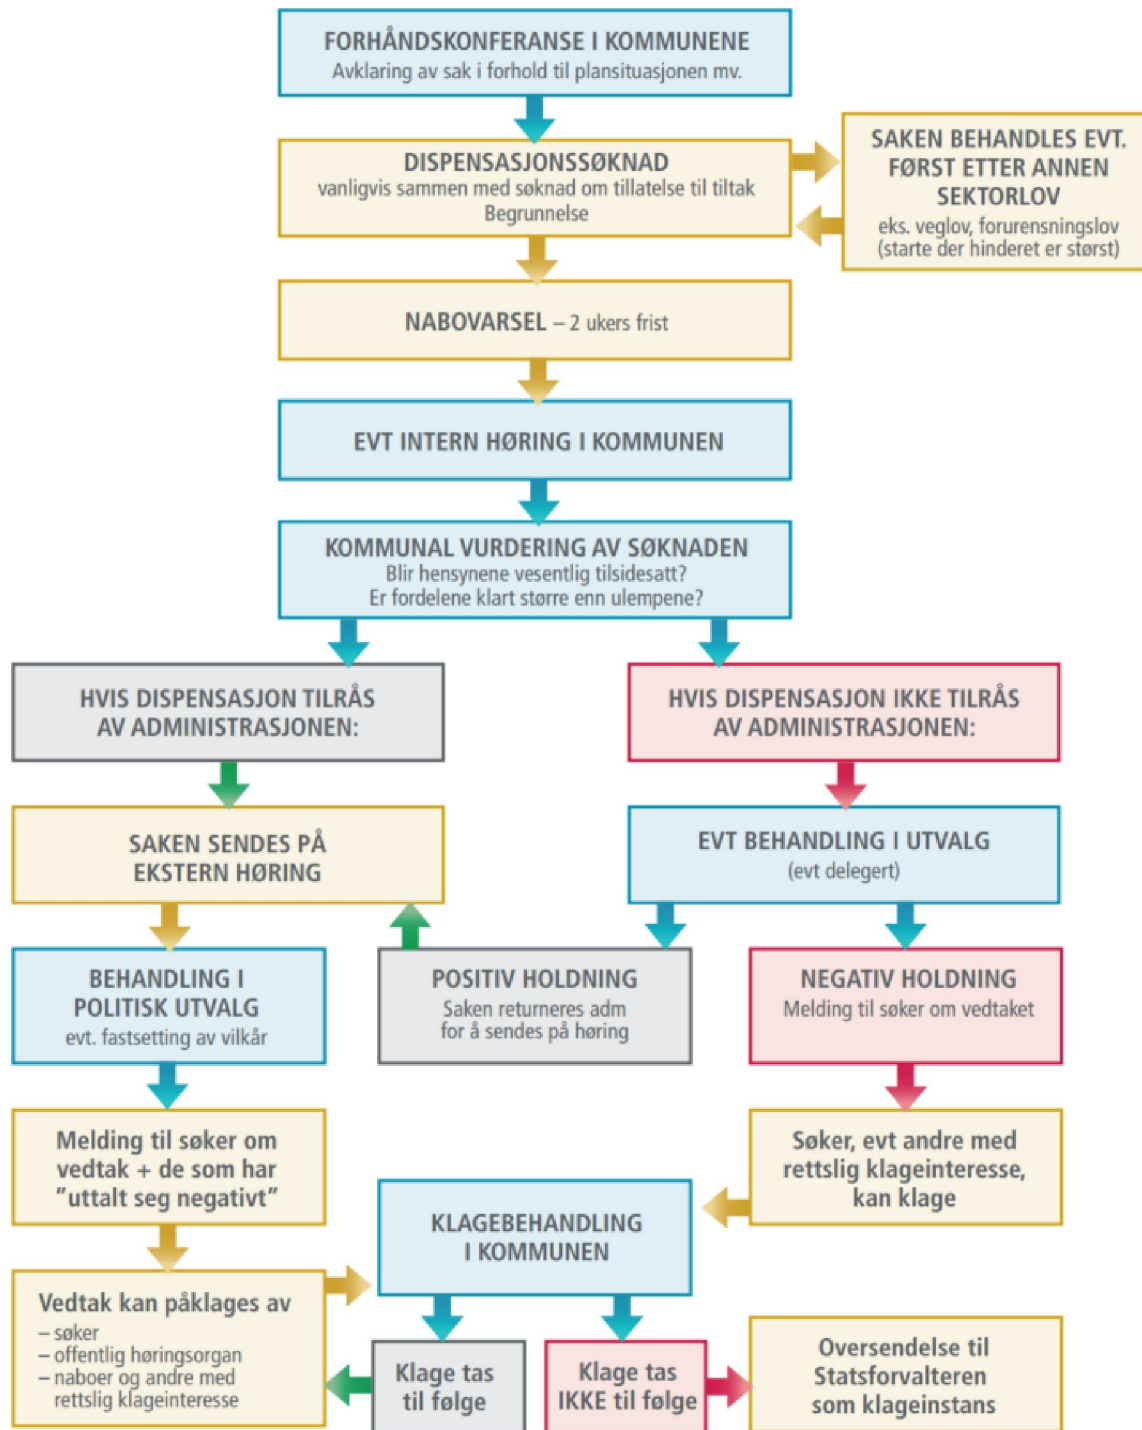 FORHÅNDSKONFERANSE I KOMMUNENE
Avklaring av sak i forhold til plansituasjonen mv.
DISPENSASJONSSØKNAD
vanligvis sammen med søknad om tillatelse til tiltak
Begrunnelse
SAKEN BEHANDLES EVT.
FØRST ETTER ANNEN
SEKTORLOV
eks. veglov, forurensningslov
(starte der hinderet er størst)
NABOVARSEL – 2 ukers frist
EVT INTERN HØRING I KOMMUNEN
KOMMUNAL VURDERING AV SØKNADEN
Blir hensynene vesentlig tilsidesatt?
Er fordelene klart større enn ulempene?
HVIS DISPENSASJON TILRÅS
AV ADMINISTRASJONEN:
HVIS DISPENSASJON IKKE TILRÅS
AV ADMINISTRASJONEN:
SAKEN SENDES PÅ
EKSTERN HØRING
EVT BEHANDLING I UTVALG
(evt delegert)
BEHANDLING I
POLITISK UTVALG
evt. fastsetting av vilkår
POSITIV HOLDNING
Saken returneres adm
for å sendes på høring
NEGATIV HOLDNING
Melding til søker om vedtaket
Melding til søker om
vedtak + de som har
”uttalt seg negativt”
Søker, evt andre med
rettslig klageinteresse,
kan klage
KLAGEBEHANDLING
I KOMMUNEN
Vedtak kan påklages av
– søker
– offentlig høringsorgan
– naboer og andre med
rettslig klageinteresse
Klage tas
til følge
Klage tas
IKKE til følge
Oversendelse til
Statsforvalteren
som klageinstans